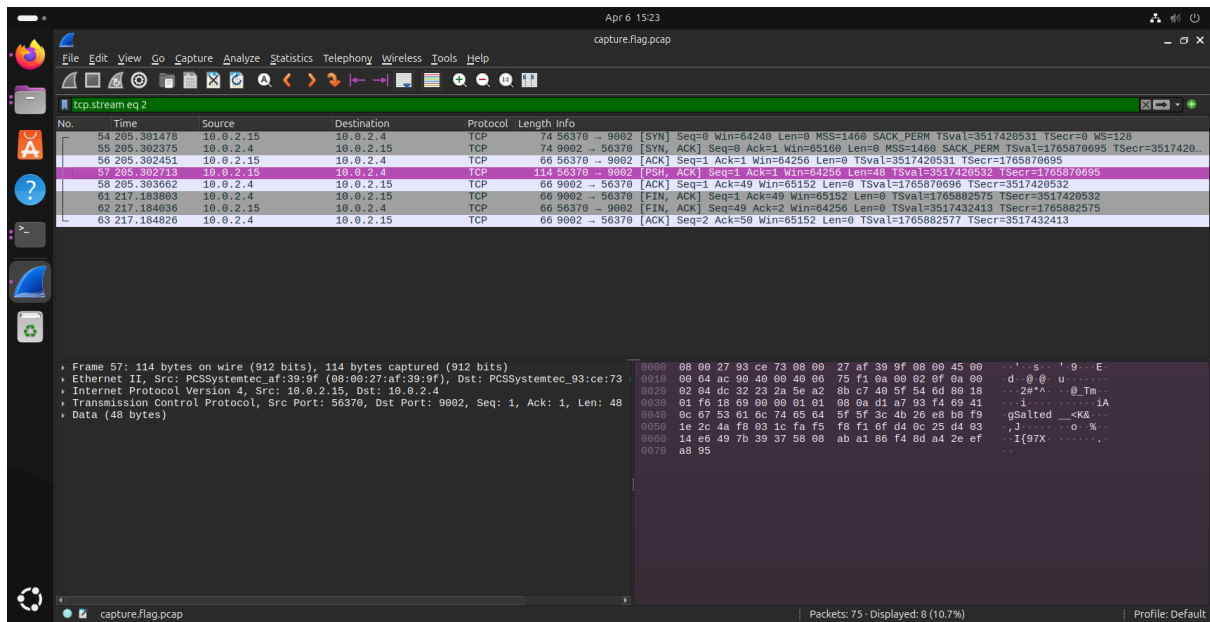 Apr 6 15:23
capture.flag.pcap
File Edit View Go Capture Analyze Statistics Telephony Wireless Tools Help
tcp.stream eq 2
No. Time Source Destination Protocol Length Info
54 205.301478 10.0.2.15 10.0.2.4 TCP 74 56370 → 9002 [SYN] Seq=0 Win=64240 Len=0 MSS=1460 SACK_PERM TSval=3517420531 TSecr=0 WS=128
55 205.302375 10.0.2.4 10.0.2.15 TCP 74 9002 → 56370 [SYN, ACK] Seq=0 Ack=1 Win=65160 Len=0 MSS=1460 SACK_PERM TSval=1765870695 TSecr=3517420…
56 205.302451 10.0.2.15 10.0.2.4 TCP 66 56370 → 9002 [ACK] Seq=1 Ack=1 Win=64256 Len=0 TSval=3517420531 TSecr=1765870695
57 205.302713 10.0.2.15 10.0.2.4 TCP 114 56370 → 9002 [PSH, ACK] Seq=1 Ack=1 Win=64256 Len=48 TSval=3517420532 TSecr=1765870695
58 205.303662 10.0.2.4 10.0.2.15 TCP 66 9002 → 56370 [ACK] Seq=1 Ack=49 Win=65152 Len=0 TSval=1765870696 TSecr=3517420532
61 217.183803 10.0.2.4 10.0.2.15 TCP 66 9002 → 56370 [FIN, ACK] Seq=1 Ack=49 Win=65152 Len=0 TSval=1765882575 TSecr=3517420532
62 217.184036 10.0.2.15 10.0.2.4 TCP 66 56370 → 9002 [FIN, ACK] Seq=49 Ack=2 Win=64256 Len=0 TSval=3517432413 TSecr=1765882575
63 217.184826 10.0.2.4 10.0.2.15 TCP 66 9002 → 56370 [ACK] Seq=2 Ack=50 Win=65152 Len=0 TSval=1765882577 TSecr=3517432413
Frame 57: 114 bytes on wire (912 bits), 114 bytes captured (912 bits)
Ethernet II, Src: PCSSystemtec_af:39:9f (08:00:27:af:39:9f), Dst: PCSSystemtec_93:ce:73
Internet Protocol Version 4, Src: 10.0.2.15, Dst: 10.0.2.4
Transmission Control Protocol, Src Port: 56370, Dst Port: 9002, Seq: 1, Ack: 1, Len: 48
Data (48 bytes)
0000 08 00 27 93 ce 73 08 00 27 af 39 9f 08 00 45 00 ··'··s·· '·9···E·
0010 00 64 ac 90 40 00 40 06 75 f1 0a 00 02 0f 0a 00 ·d··@·@· u·······
0020 02 04 dc 32 23 2a 5e a2 8b c7 40 5f 54 6d 80 18 ···2#*^· ··@_Tm··
0030 01 f6 18 69 00 00 01 01 08 0a d1 a7 93 f4 69 41 ···i···· ······iA
0040 0c 67 53 61 6c 74 65 64 5f 5f 3c 4b 26 e8 b8 f9 ·gSalted __<K&···
0050 1e 2c 4a f8 03 1c fa f5 f8 f1 6f d4 0c 25 d4 03 ·,J····· ··o··%··
0060 14 e6 49 7b 39 37 58 08 ab a1 86 f4 8d a4 2e ef ··I{97X· ······.·
0070 a8 95 ··
capture.flag.pcap
Packets: 75 · Displayed: 8 (10.7%)
Profile: Default